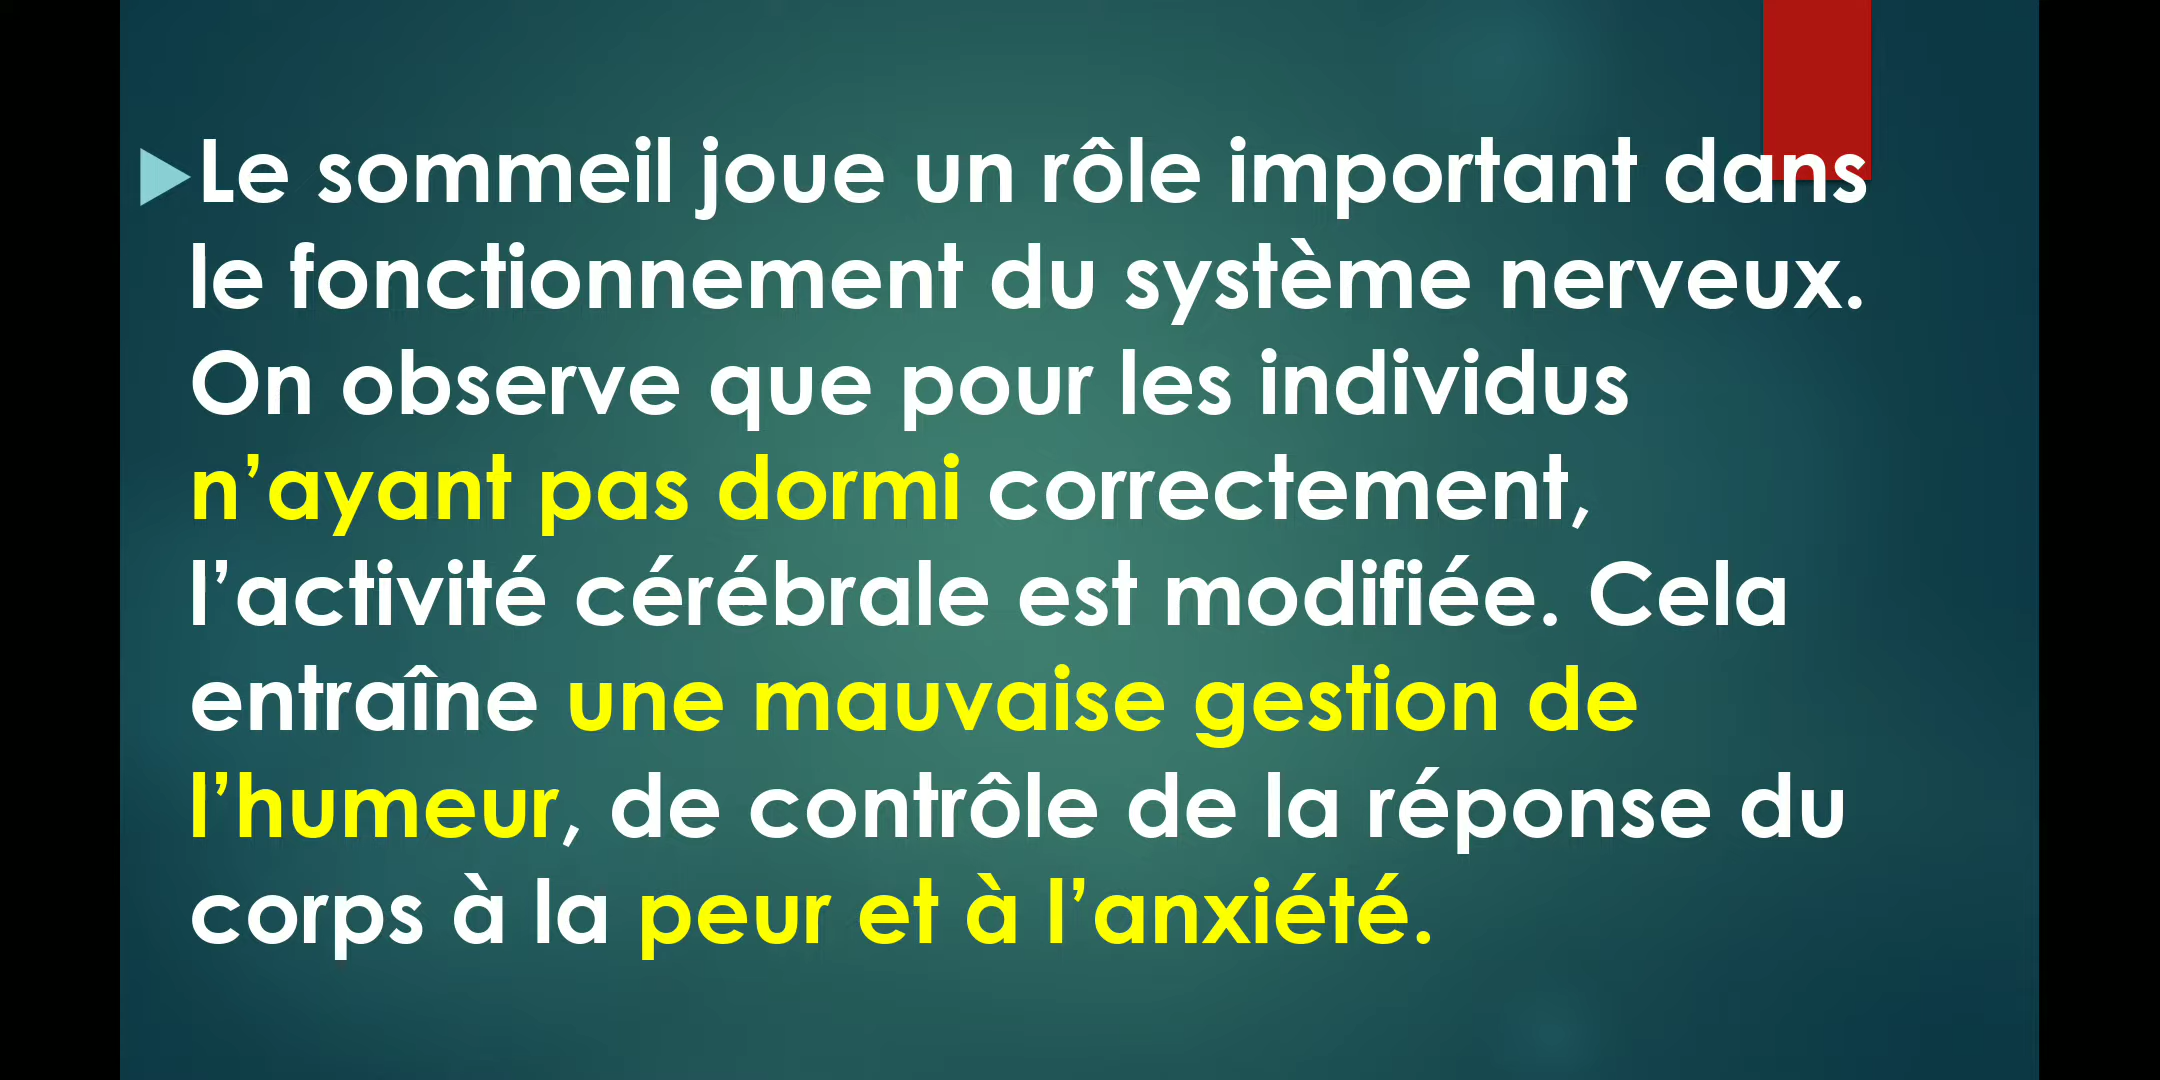 Le sommeil joue un rôle important dans
le fonctionnement du système nerveux.
On observe que pour les individus
n’ayant pas dormi correctement,
l’activité cérébrale est modifiée. Cela
entraîne une mauvaise gestion de
l’humeur, de contrôle de la réponse du
corps à la peur et à l’anxiété.